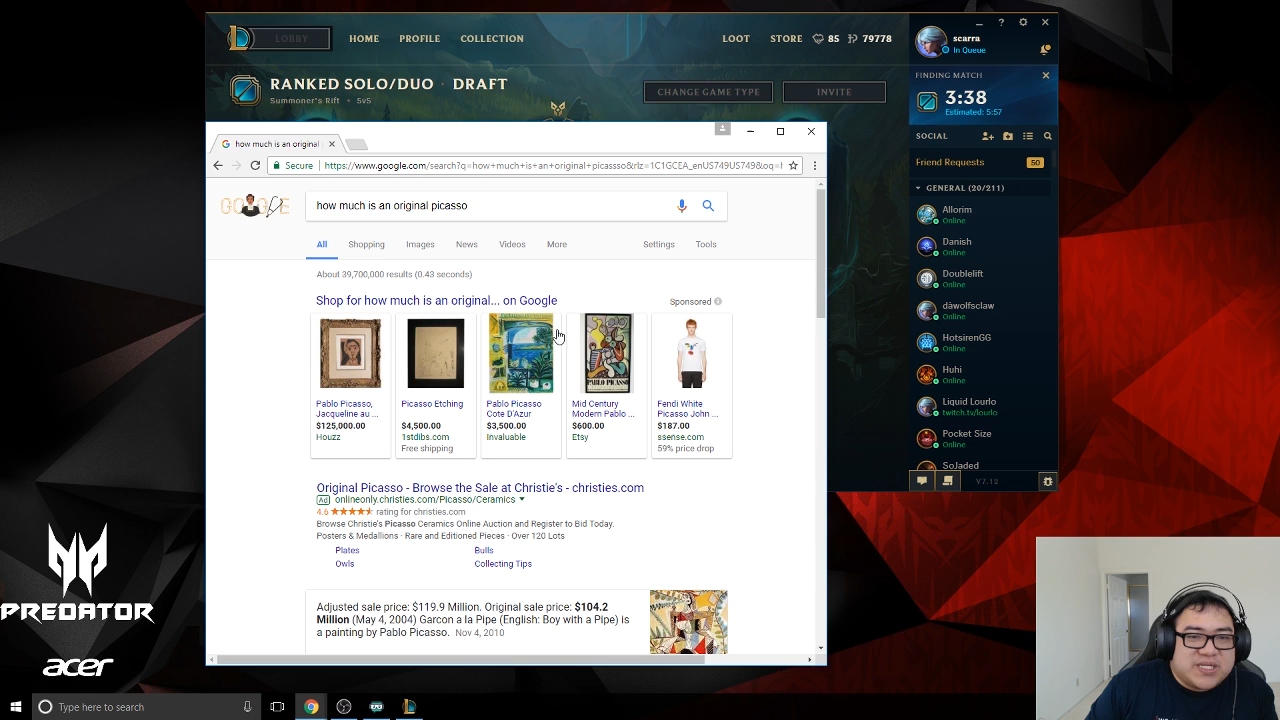 LOBBY
HOME
PROFILE
COLLECTION
LOOT
STORE
85
79778
scarra
In Queue
RANKED SOLO/DUO · DRAFT
Summoner's Rift • 5v5
CHANGE GAME TYPE
INVITE
FINDING MATCH
3:38
Estimated: 5:57
SOCIAL
Friend Requests
50
GENERAL (20/211)
Allorim
Online
Danish
Online
Doublelift
Online
dàwolfsclaw
Online
HotsirenGG
Online
Huhi
Online
Liquid Lourlo
twitch.tv/lourlo
Pocket Size
Online
SoJaded
V7.12
how much is an original
Secure
https://www.google.com/search?q=how+much+is+an+original+picassso&rlz=1C1GCEA_enUS749US749&oq=
how much is an original picasso
All
Shopping
Images
News
Videos
More
Settings
Tools
About 39,700,000 results (0.43 seconds)
Shop for how much is an original... on Google
Sponsored
Pablo Picasso,
Jacqueline au ...
$125,000.00
Houzz
Picasso Etching
$4,500.00
1stdibs.com
Free shipping
Pablo Picasso
Cote D'Azur
$3,500.00
Invaluable
PABLO PICASSO
Mid Century
Modern Pablo ...
$600.00
Etsy
Fendi White
Picasso John ...
$187.00
ssense.com
59% price drop
Original Picasso - Browse the Sale at Christie's - christies.com
Ad onlineonly.christies.com/Picasso/Ceramics
4.6 rating for christies.com
Browse Christie's Picasso Ceramics Online Auction and Register to Bid Today.
Posters & Medallions · Rare and Editioned Pieces · Over 120 Lots
Plates
Bulls
Owls
Collecting Tips
Adjusted sale price: $119.9 Million. Original sale price: $104.2
Million (May 4, 2004) Garcon a la Pipe (English: Boy with a Pipe) is
a painting by Pablo Picasso. Nov 4, 2010
PREDATOR
acer
Type here to search